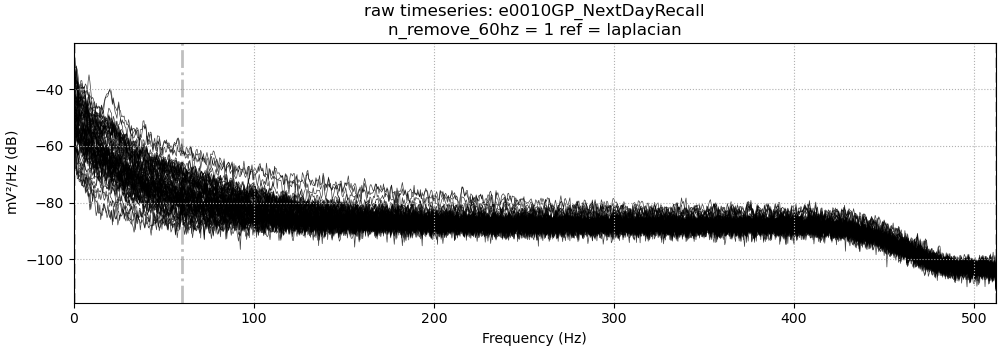 raw timeseries: e0010GP_NextDayRecall
n_remove_60hz = 1 ref = laplacian
−40
−60
−80
−100
mV²/Hz (dB)
0
100
200
300
400
500
Frequency (Hz)